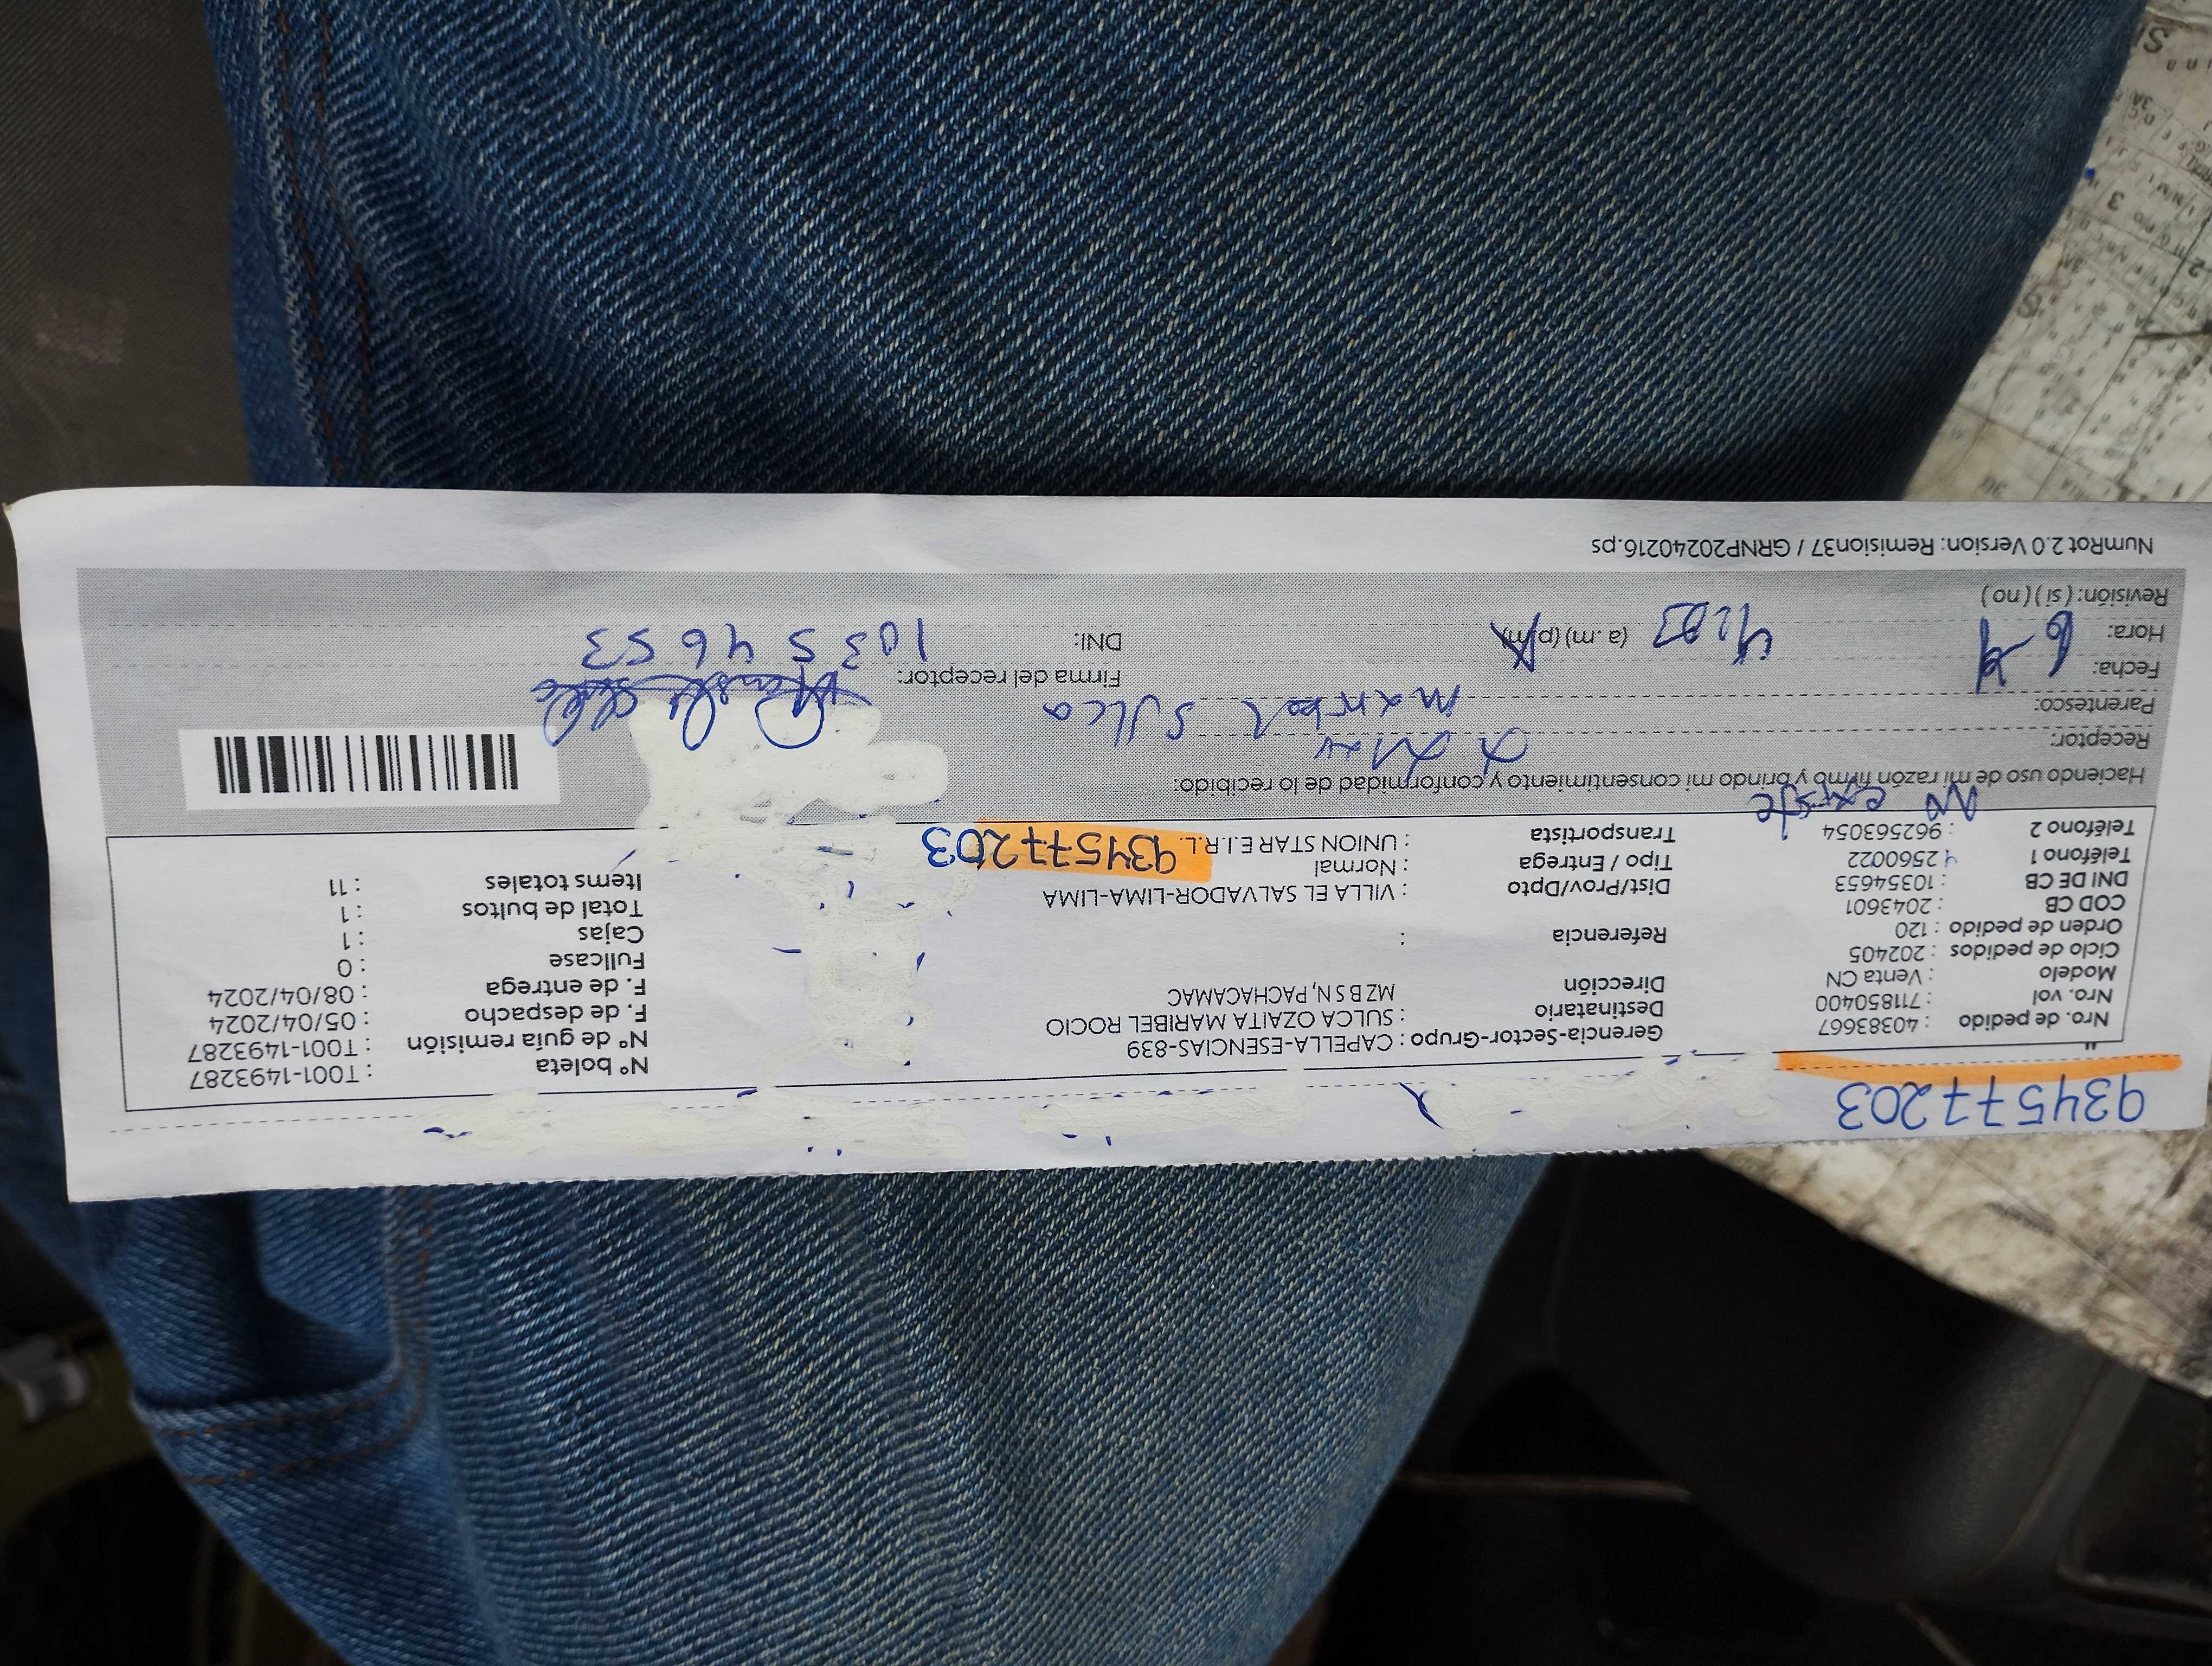 934577203
Nro. de pedido : 40383667
Nro. vol : 711850400
Modelo : Venta CN
Ciclo de pedidos : 202405
Orden de pedido : 120
COD CB : 2043601
DNI DE CB : 10354653
Teléfono 1 42560022
Teléfono 2 : 962563054
Gerencia-Sector-Grupo : CAPELLA-ESENCIAS-839
Destinatario : SULCA OZAITA MARIBEL ROCIO
Dirección MZ B S N, PACHACAMAC
Referencia :
Dist/Prov/Dpto : VILLA EL SALVADOR-LIMA-LIMA
Tipo / Entrega : Normal
Transportista : UNION STAR E.I.R.L.
934577203
N° boleta : T001-1493287
N° de guía remisión : T001-1493287
F. de despacho : 05/04/2024
F. de entrega : 08/04/2024
Fullcase : 0
Cajas : 1
Total de bultos : 1
Items totales : 11
NO existe
Haciendo uso de mi razón firmo y brindo mi consentimiento y conformidad de lo recibido:
Receptor:
Parentesco: Maribel Sulca
Fecha: 6-4
Hora: (a. m) (p. m)
Revisión: ( si ) ( no )
Firma del receptor:
DNI: 10354653
NumRot 2.0 Version: Remision37 / GRNP20240216.ps